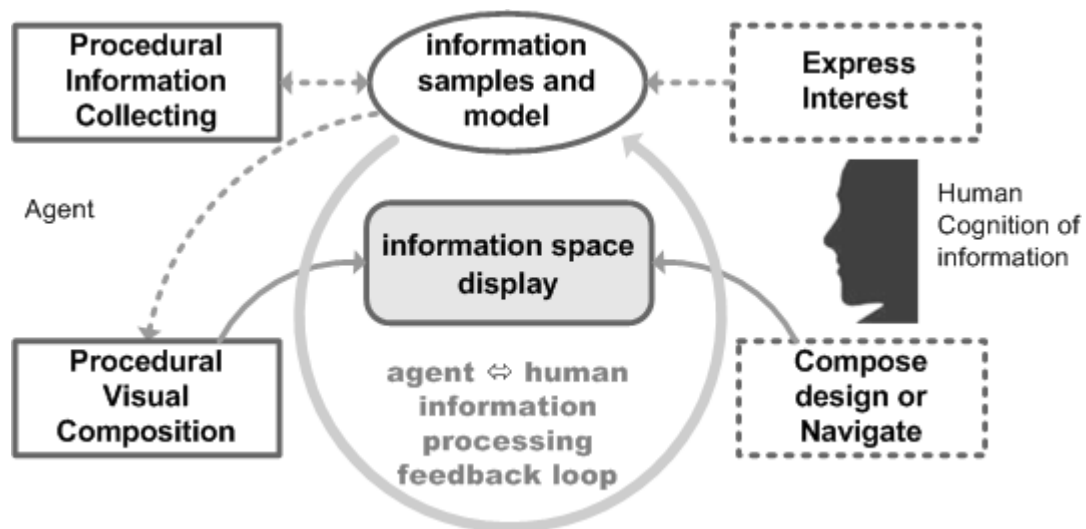 Procedural
Information
Collecting
information
samples and
model
Express
Interest
Agent
Human
Cognition of
information
information space
display
Procedural
Visual
Composition
agent ⇔ human
information
processing
feedback loop
Compose
design or
Navigate